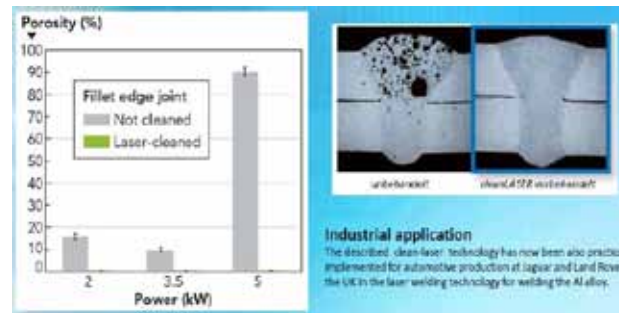 Porosity (%)
100
90
80
70
60
50
40
30
20
10
0
Fillet edge joint
Not cleaned
Laser-cleaned
2
3.5
5
Power (kW)
unbehandelt
cleanLASER vorbehandelt
Industrial application
The described clean-laser technology has now been also practic
implemented for automotive production at Jaguar and Land Rove
the UK in the laser welding technology for welding the Al alloy.